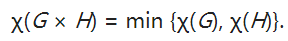 χ(G × H) = min {χ(G), χ(H)}.